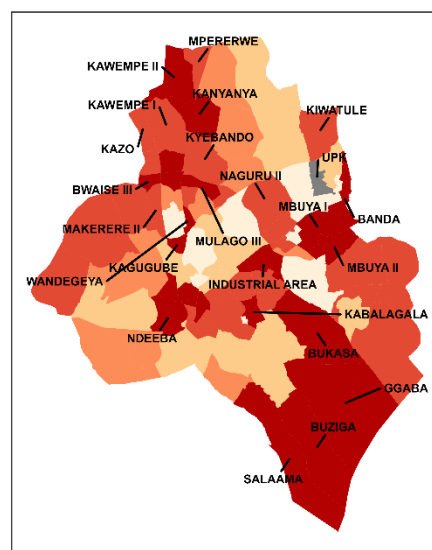 MPERERWE
KAWEMPE II
KANYANYA
KAWEMPE I
KIWATULE
KYEBANDO
KAZO
UPK
NAGURU II
BWAISE III
MBUYA I
BANDA
MAKERERE II
MULAGO III
MBUYA II
KAGUGUBE
WANDEGEYA
INDUSTRIAL AREA
KABALAGALA
NDEEBA
BUKASA
GGABA
BUZIGA
SALAAMA